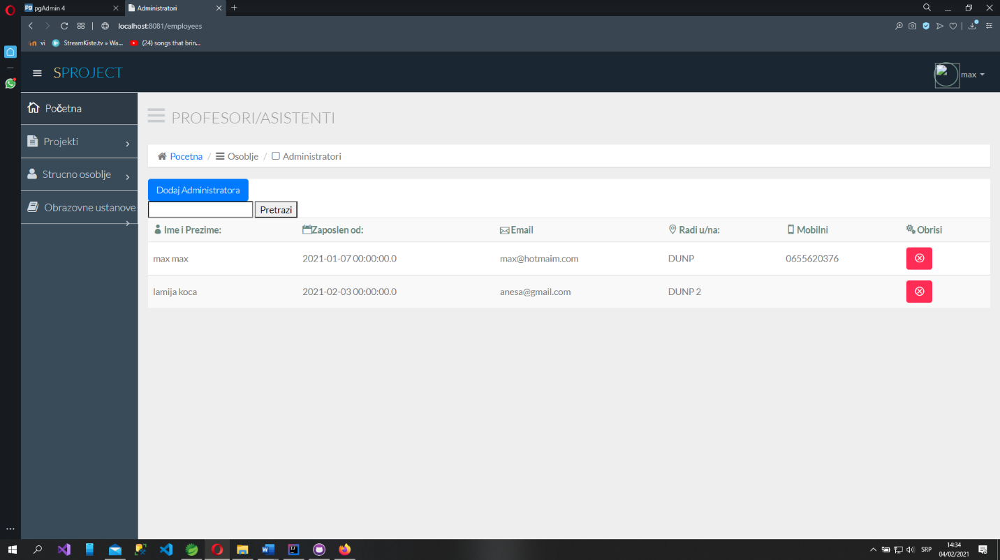 pgAdmin 4
Administratori
localhost:8081/employees
vi
StreamKiste.tv » Wa...
(24) songs that brin...
SPROJECT
max
Početna
Projekti
Strucno osoblje
Obrazovne ustanove
PROFESORI/ASISTENTI
Pocetna / Osoblje / Administratori
Dodaj Administratora
Pretrazi
Ime i Prezime: Zaposlen od: Email Radi u/na: Mobilni Obrisi
max max 2021-01-07 00:00:00.0 max@hotmaim.com DUNP 0655620376
lamija koca 2021-02-03 00:00:00.0 anesa@gmail.com DUNP 2
SRP
14:34
04/02/2021